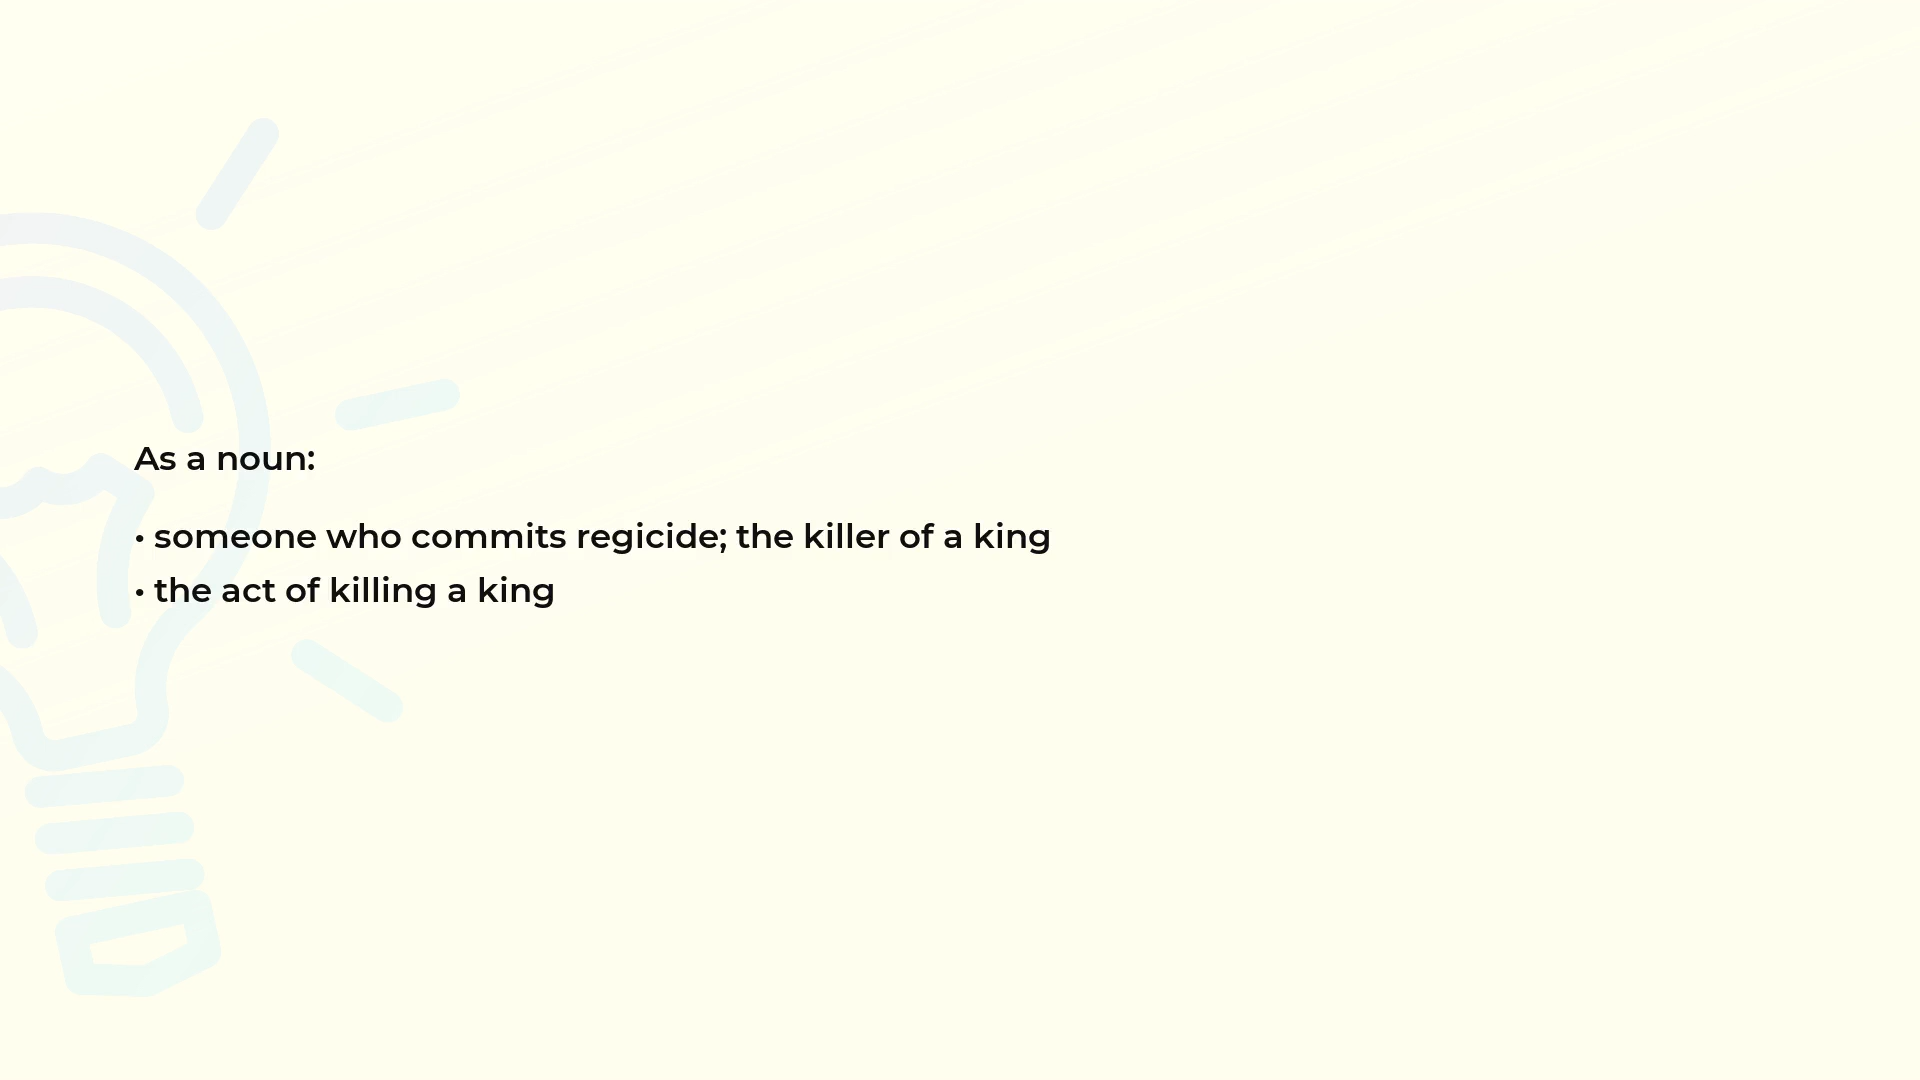 As a noun:
• someone who commits regicide; the killer of a king
• the act of killing a king